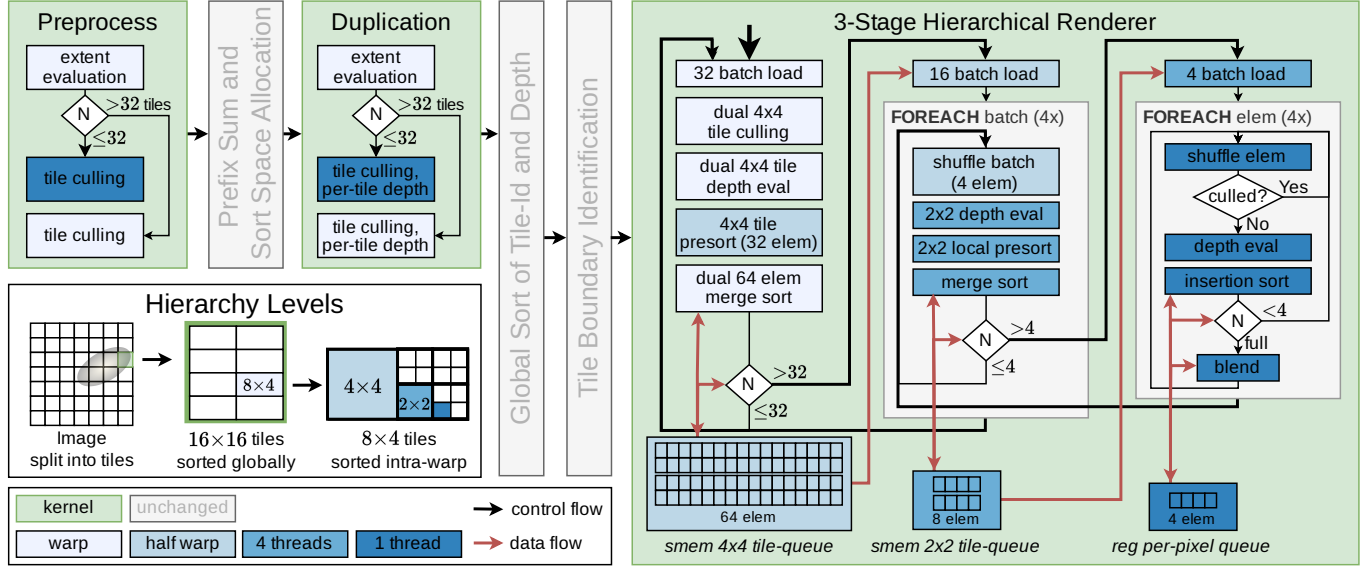 Preprocess
extent
evaluation
N
>32 tiles
≤32
tile culling
tile culling
Prefix Sum and
Sort Space Allocation
Duplication
extent
evaluation
N
>32 tiles
≤32
tile culling,
per-tile depth
tile culling,
per-tile depth
Global Sort of Tile-Id and Depth
Tile Boundary Identification
3-Stage Hierarchical Renderer
32 batch load
dual 4x4
tile culling
dual 4x4 tile
depth eval
4x4 tile
presort (32 elem)
dual 64 elem
merge sort
N
>32
≤32
64 elem
smem 4x4 tile-queue
16 batch load
FOREACH batch (4x)
shuffle batch
(4 elem)
2x2 depth eval
2x2 local presort
merge sort
N
>4
≤4
8 elem
smem 2x2 tile-queue
4 batch load
FOREACH elem (4x)
shuffle elem
culled?
Yes
No
depth eval
insertion sort
N
<4
full
blend
4 elem
reg per-pixel queue
Hierarchy Levels
Image
split into tiles
8×4
16×16 tiles
sorted globally
4×4
2×2
8×4 tiles
sorted intra-warp
kernel
unchanged
control flow
warp
half warp
4 threads
1 thread
data flow